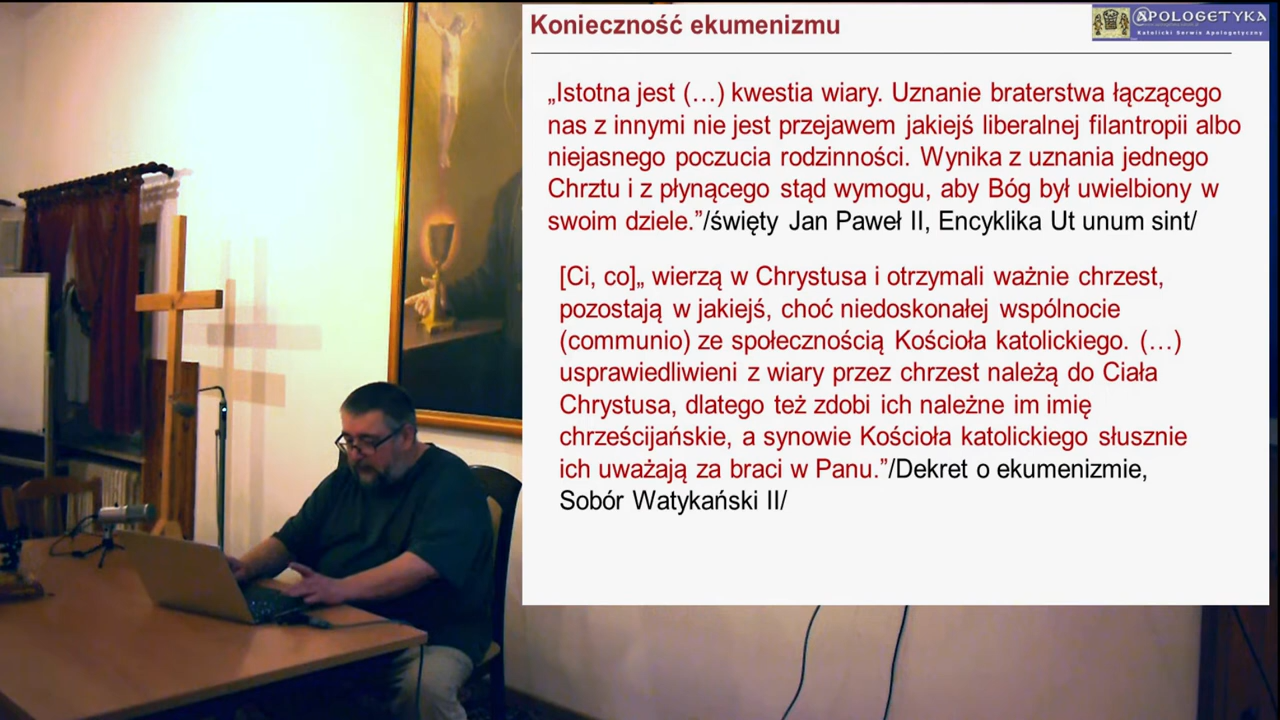 Konieczność ekumenizmu
@POLOGETYKA
Katolicki Serwis Apologetyczny
„Istotna jest (…) kwestia wiary. Uznanie braterstwa łączącego
nas z innymi nie jest przejawem jakiejś liberalnej filantropii albo
niejasnego poczucia rodzinności. Wynika z uznania jednego
Chrztu i z płynącego stąd wymogu, aby Bóg był uwielbiony w
swoim dziele.”/święty Jan Paweł II, Encyklika Ut unum sint/
[Ci, co]„ wierzą w Chrystusa i otrzymali ważnie chrzest,
pozostają w jakiejś, choć niedoskonałej wspólnocie
(communio) ze społecznością Kościoła katolickiego. (…)
usprawiedliwieni z wiary przez chrzest należą do Ciała
Chrystusa, dlatego też zdobi ich należne im imię
chrześcijańskie, a synowie Kościoła katolickiego słusznie
ich uważają za braci w Panu.”/Dekret o ekumenizmie,
Sobór Watykański II/